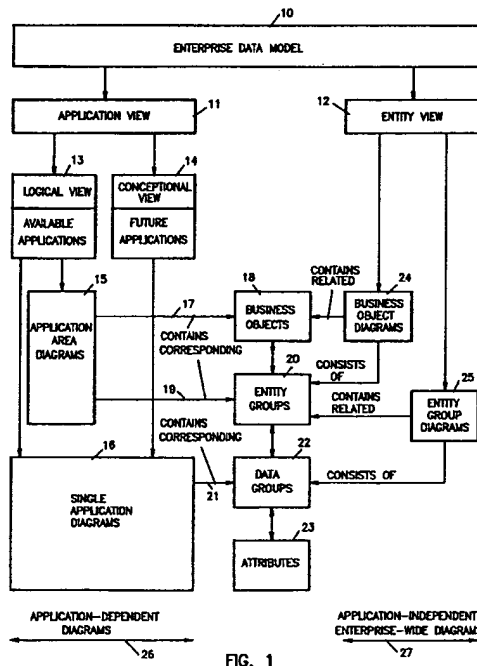 10
ENTERPRISE DATA MODEL
11
APPLICATION VIEW
12
ENTITY VIEW
13
LOGICAL VIEW
AVAILABLE
APPLICATIONS
14
CONCEPTIONAL
VIEW
FUTURE
APPLICATIONS
15
APPLICATION
AREA
DIAGRAMS
17
CONTAINS
CORRESPONDING
18
BUSINESS
OBJECTS
CONTAINS
RELATED
24
BUSINESS
OBJECT
DIAGRAMS
19
20
ENTITY
GROUPS
CONSISTS
OF
CONTAINS
RELATED
25
ENTITY
GROUP
DIAGRAMS
CONTAINS
CORRESPONDING
16
SINGLE
APPLICATION
DIAGRAMS
21
22
DATA
GROUPS
CONSISTS OF
23
ATTRIBUTES
APPLICATION–DEPENDENT
DIAGRAMS
26
APPLICATION–INDEPENDENT
ENTERPRISE–WIDE DIAGRAMS
27
FIG. 1